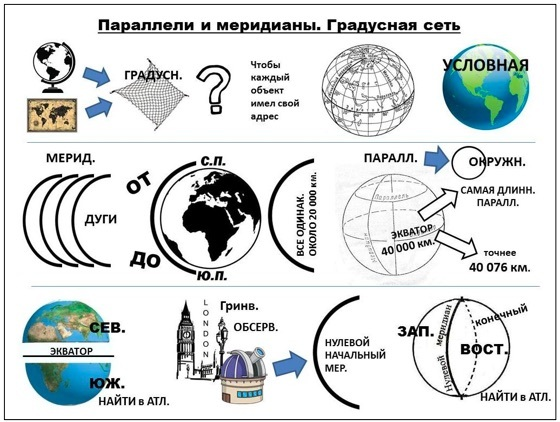 Параллели и меридианы. Градусная сеть
ГРАДУСН.
?
Чтобы
каждый
объект
имел свой
адрес
УСЛОВНАЯ
МЕРИД.
ДУГИ
ОТ
ДО
С.П.
Ю.П.
ВСЕ ОДИНАК.
ОКОЛО 20 000 КМ.
ПАРАЛЛ.
ОКРУЖН.
Параллель
САМАЯ ДЛИНН.
ПАРАЛЛ.
ЭКВАТОР
40 000 КМ.
точнее
40 076 км.
СЕВ.
ЭКВАТОР
ЮЖ.
НАЙТИ в АТЛ.
LONDON
Гринв.
ОБСЕРВ.
НУЛЕВОЙ
НАЧАЛЬНЫЙ
МЕР.
ЗАП.
Нулевой меридиан
конечный
ВОСТ.
НАЙТИ в АТЛ.